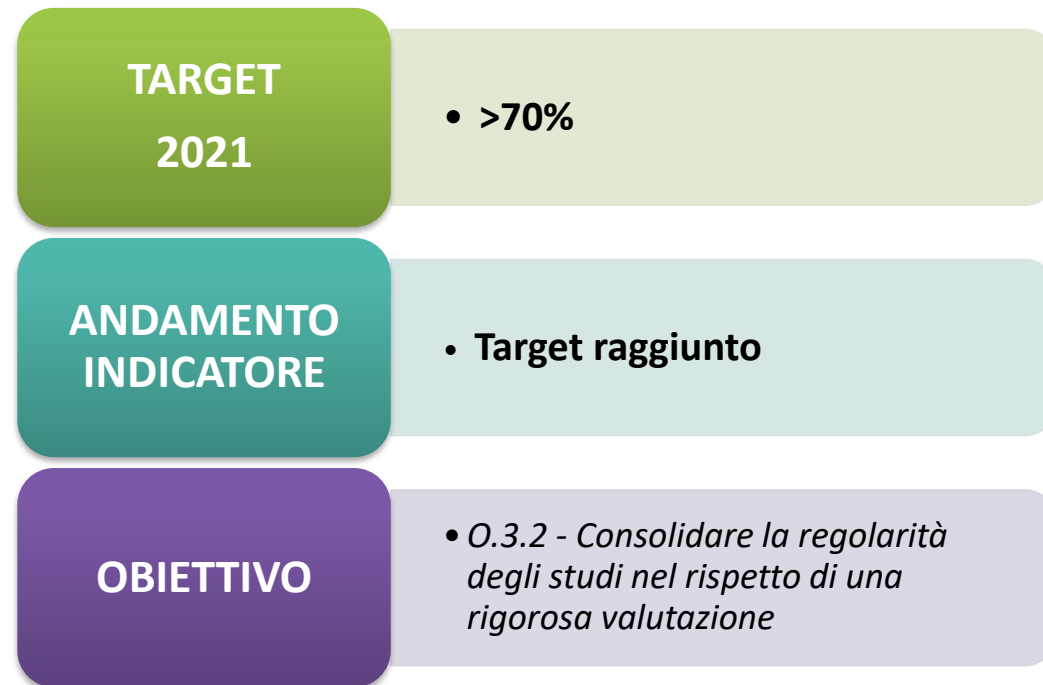 TARGET
2021
• >70%
ANDAMENTO
INDICATORE
• Target raggiunto
OBIETTIVO
• O.3.2 - Consolidare la regolarità
degli studi nel rispetto di una
rigorosa valutazione